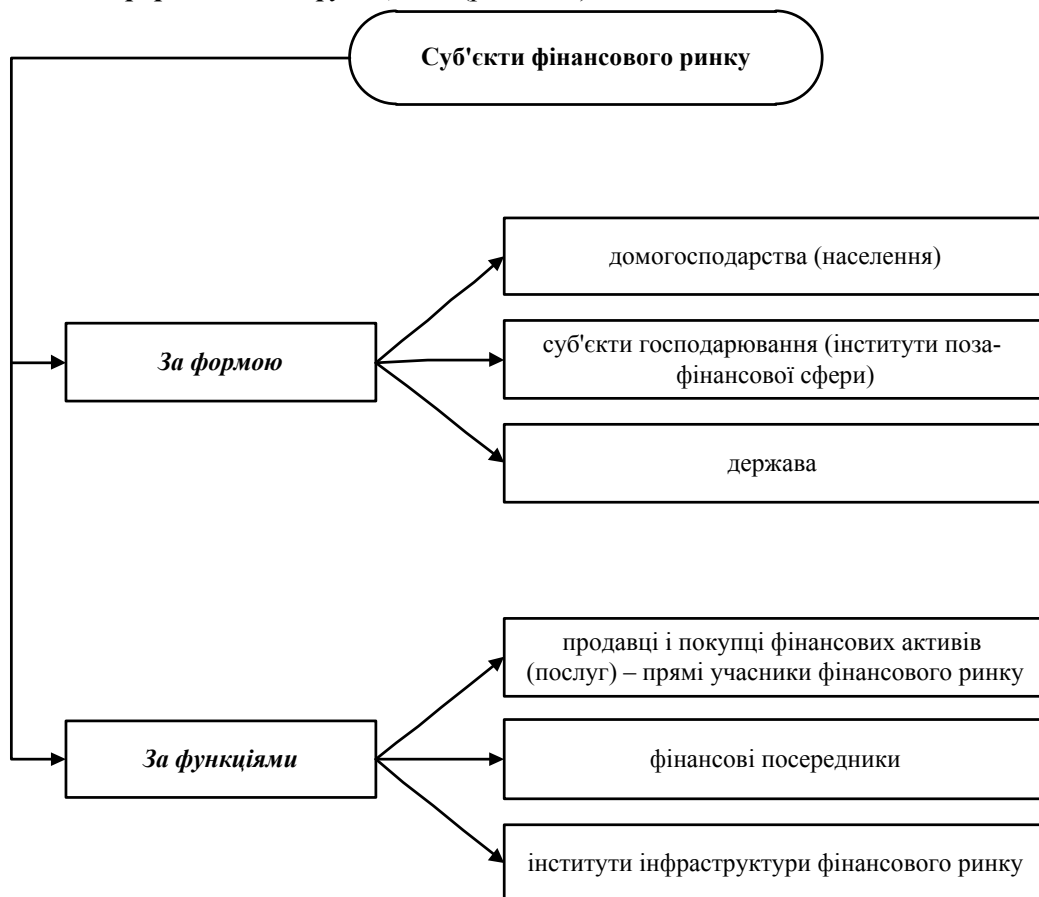 Суб'єкти фінансового ринку
домогосподарства (населення)
За формою
суб'єкти господарювання (інститути поза-
фінансової сфери)
держава
продавці і покупці фінансових активів
(послуг) – прямі учасники фінансового ринку
За функціями
фінансові посередники
інститути інфраструктури фінансового ринку